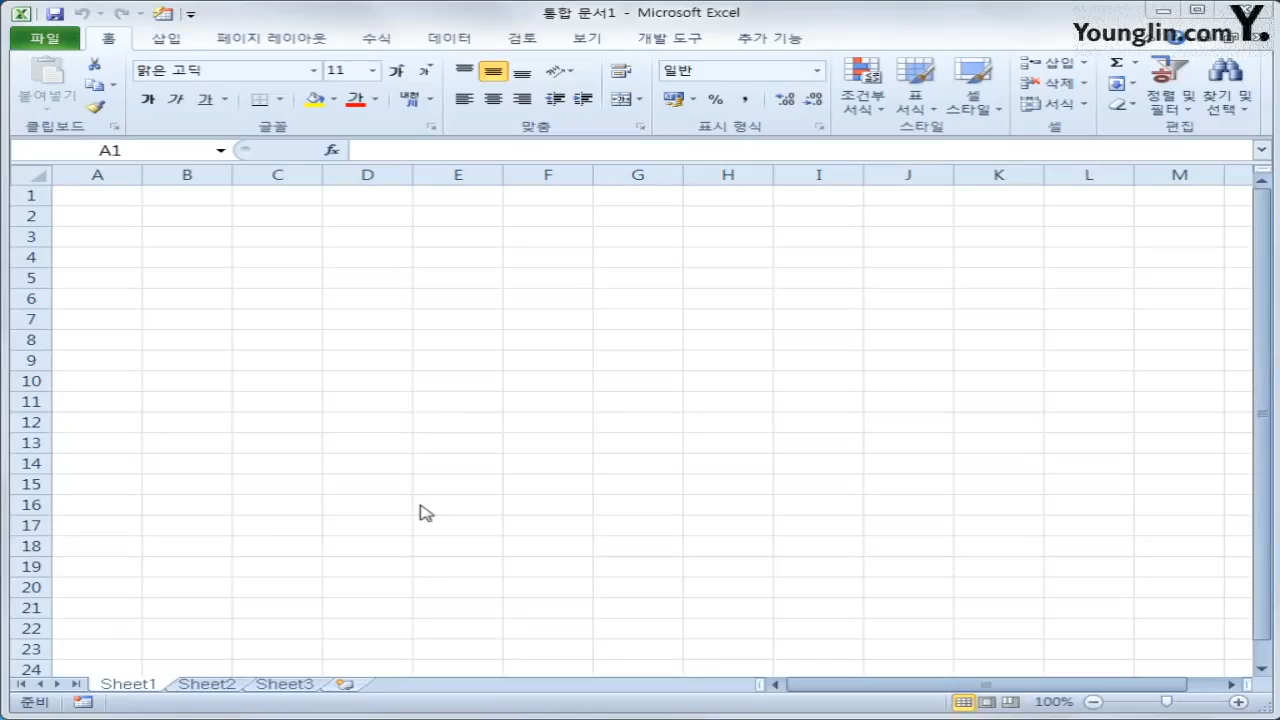 통합 문서1 - Microsoft Excel
YoungJin.com Y.
파일 홈 삽입 페이지 레이아웃 수식 데이터 검토 보기 개발 도구 추가 기능
붙여넣기
맑은 고딕 11 가 가
가 가 가 가 내천
일반
% ,
조건부 서식
표 서식
셀 스타일
삽입
삭제
서식
Σ
정렬 및 필터
찾기 및 선택
클립보드 글꼴 맞춤 표시 형식 스타일 셀 편집
A1 fx
A B C D E F G H I J K L M
1
2
3
4
5
6
7
8
9
10
11
12
13
14
15
16
17
18
19
20
21
22
23
24
Sheet1 Sheet2 Sheet3
준비 100%